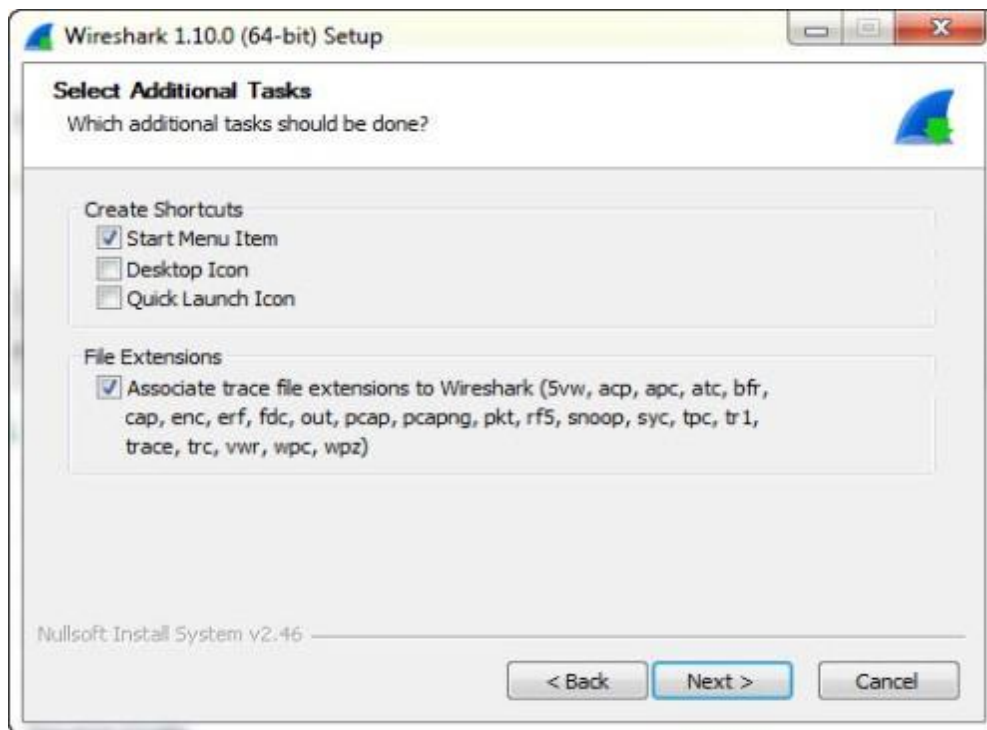 Wireshark 1.10.0 (64-bit) Setup
Select Additional Tasks
Which additional tasks should be done?
Create Shortcuts
Start Menu Item
Desktop Icon
Quick Launch Icon
File Extensions
Associate trace file extensions to Wireshark (5vw, acp, apc, atc, bfr,
cap, enc, erf, fdc, out, pcap, pcapng, pkt, rf5, snoop, syc, tpc, tr1,
trace, trc, vwr, wpc, wpz)
Nullsoft Install System v2.46
< Back
Next >
Cancel